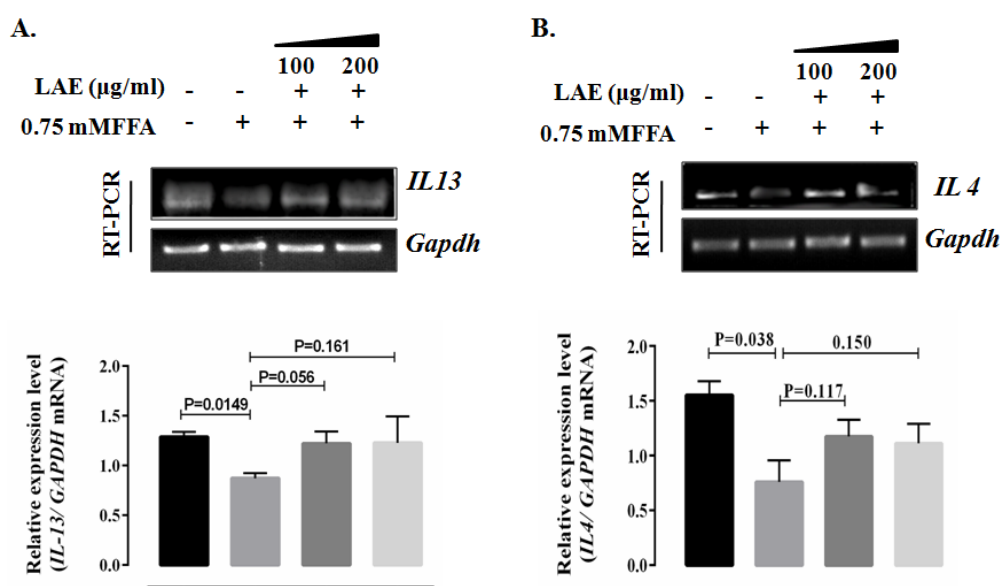 A.
100 200
LAE (μg/ml) - - + +
0.75 mMFFA - + + +
RT-PCR
IL13
Gapdh
Relative expression level
(IL-13/ GAPDH mRNA)
2.0
1.5
1.0
0.5
0.0
P=0.161
P=0.056
P=0.0149
B.
100 200
LAE (μg/ml) - - + +
0.75 mMFFA - + + +
RT-PCR
IL 4
Gapdh
Relative expression level
(IL4/ GAPDH mRNA)
2.0
1.5
1.0
0.5
0.0
P=0.038
0.150
P=0.117